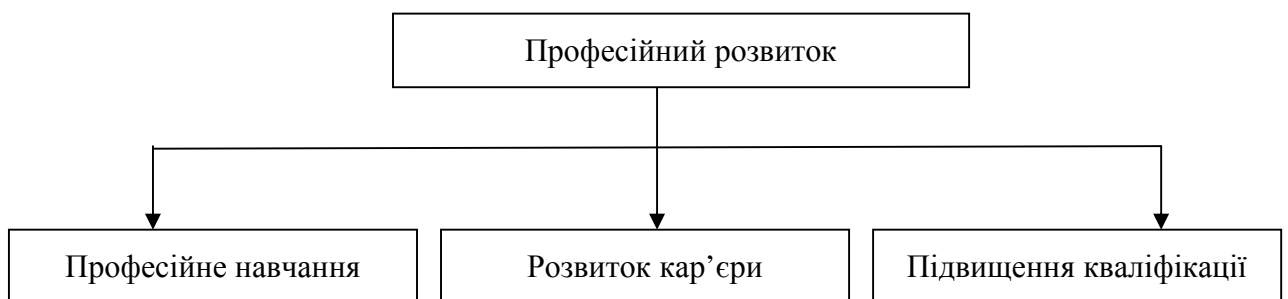 Професійний розвиток
Професійне навчання
Розвиток кар’єри
Підвищення кваліфікації